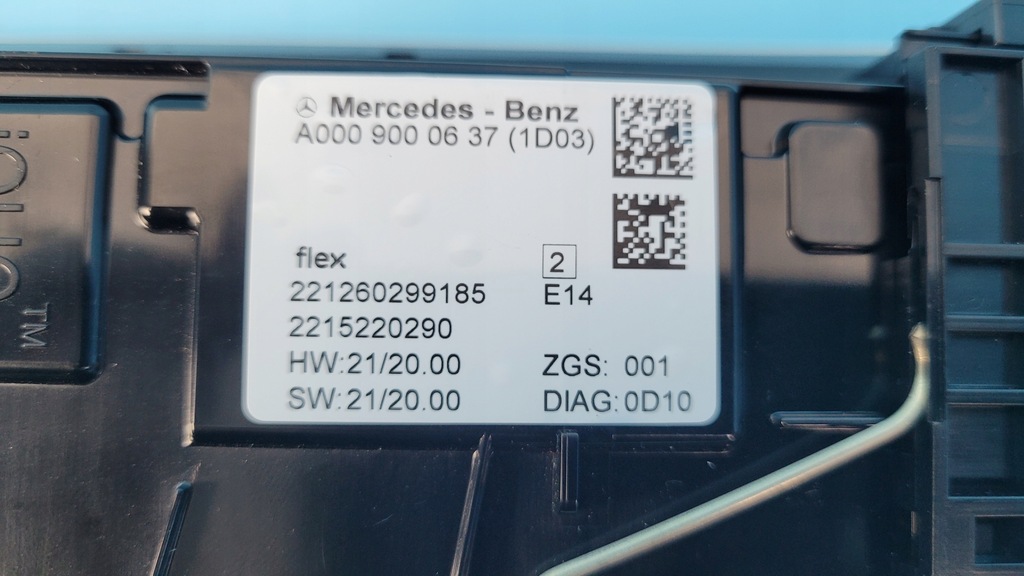 Mercedes - Benz
A000 900 06 37 (1D03)
flex
2
221260299185
E14
2215220290
HW:21/20.00
ZGS: 001
SW:21/20.00
DIAG:0D10
TM